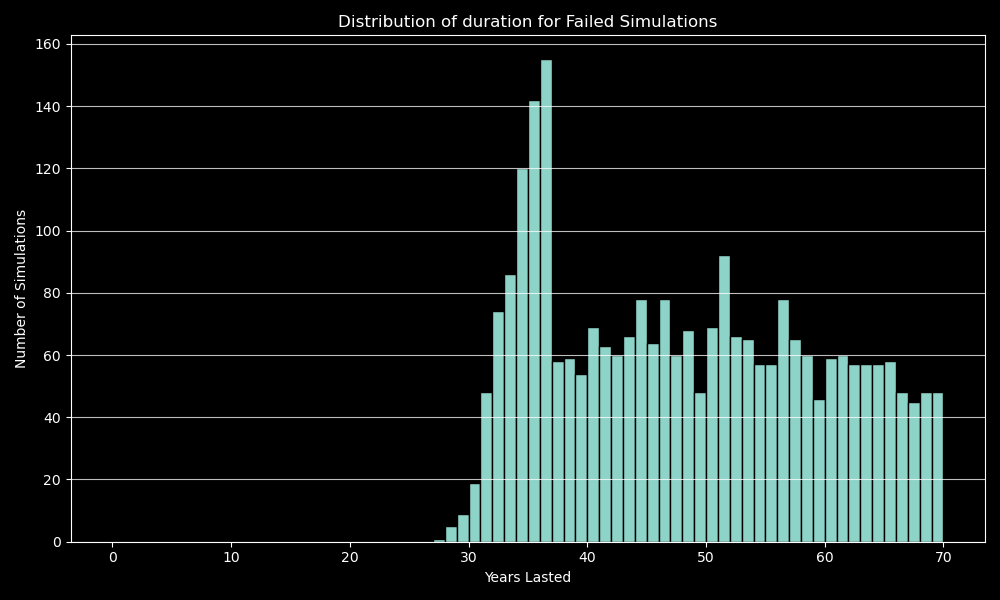 Distribution of duration for Failed Simulations
160
140
120
100
80
60
40
20
0
Number of Simulations
0 10 20 30 40 50 60 70
Years Lasted